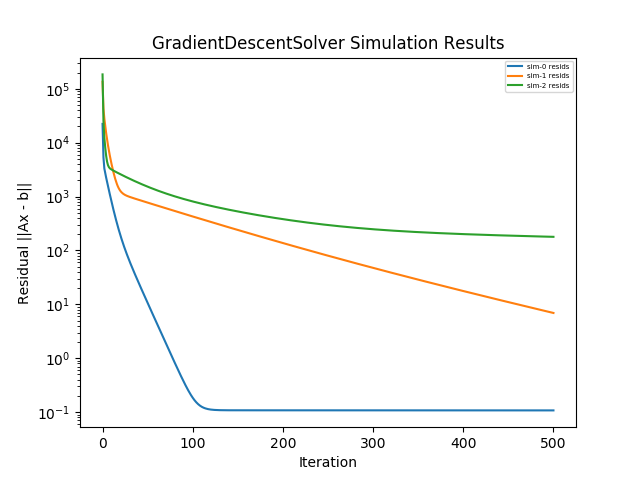 GradientDescentSolver Simulation Results
sim-0 resids
sim-1 resids
sim-2 resids
Residual ||Ax - b||
10^5
10^4
10^3
10^2
10^1
10^0
10^-1
0 100 200 300 400 500
Iteration